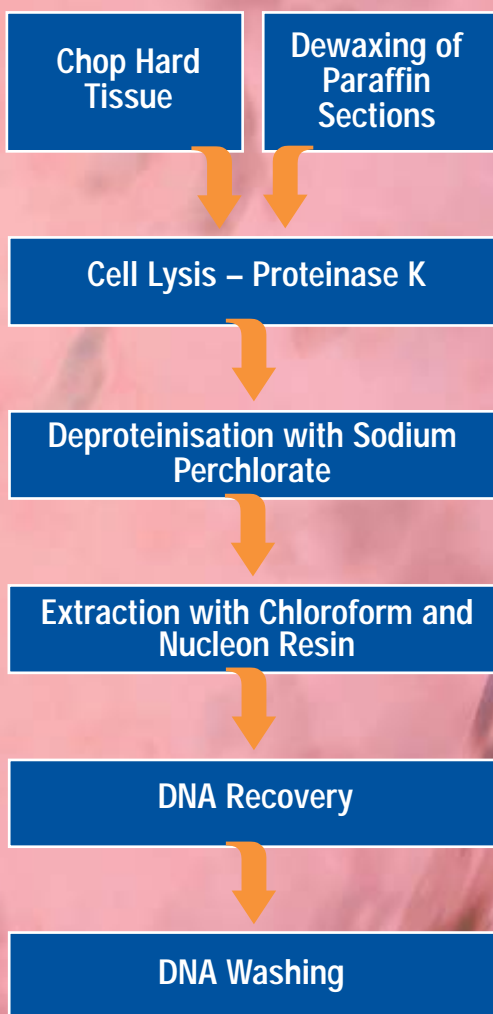 Chop Hard
Tissue
Dewaxing of
Paraffin
Sections
Cell Lysis – Proteinase K
Deproteinisation with Sodium
Perchlorate
Extraction with Chloroform and
Nucleon Resin
DNA Recovery
DNA Washing